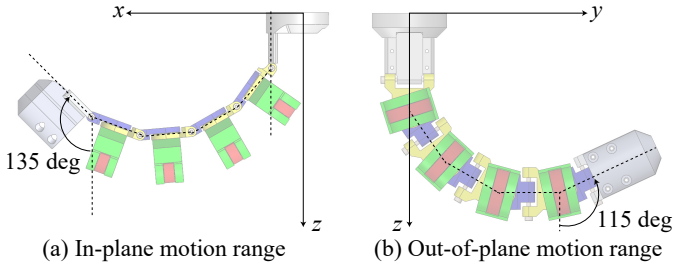 x
y
135 deg
115 deg
z
z
(a) In-plane motion range
(b) Out-of-plane motion range